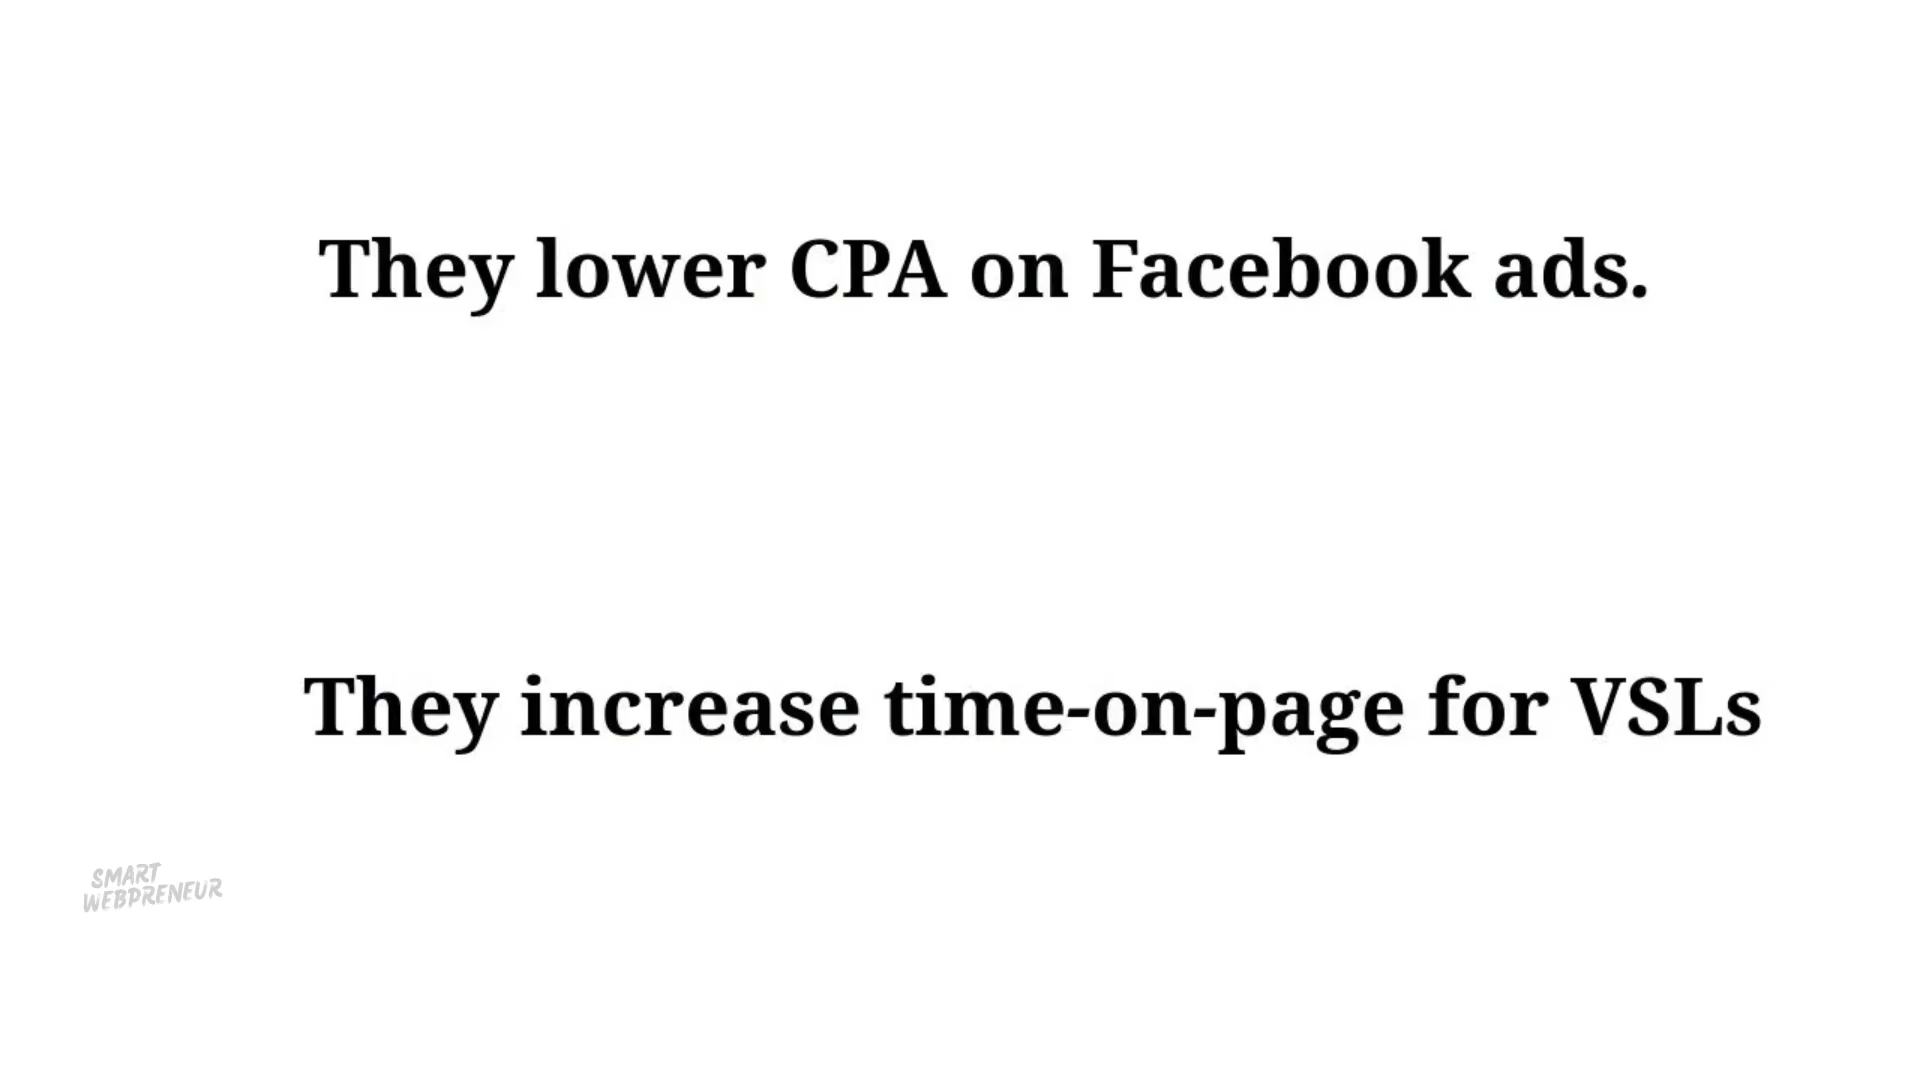 They lower CPA on Facebook ads.
They increase time-on-page for VSLs
SMART
WEBPRENEUR